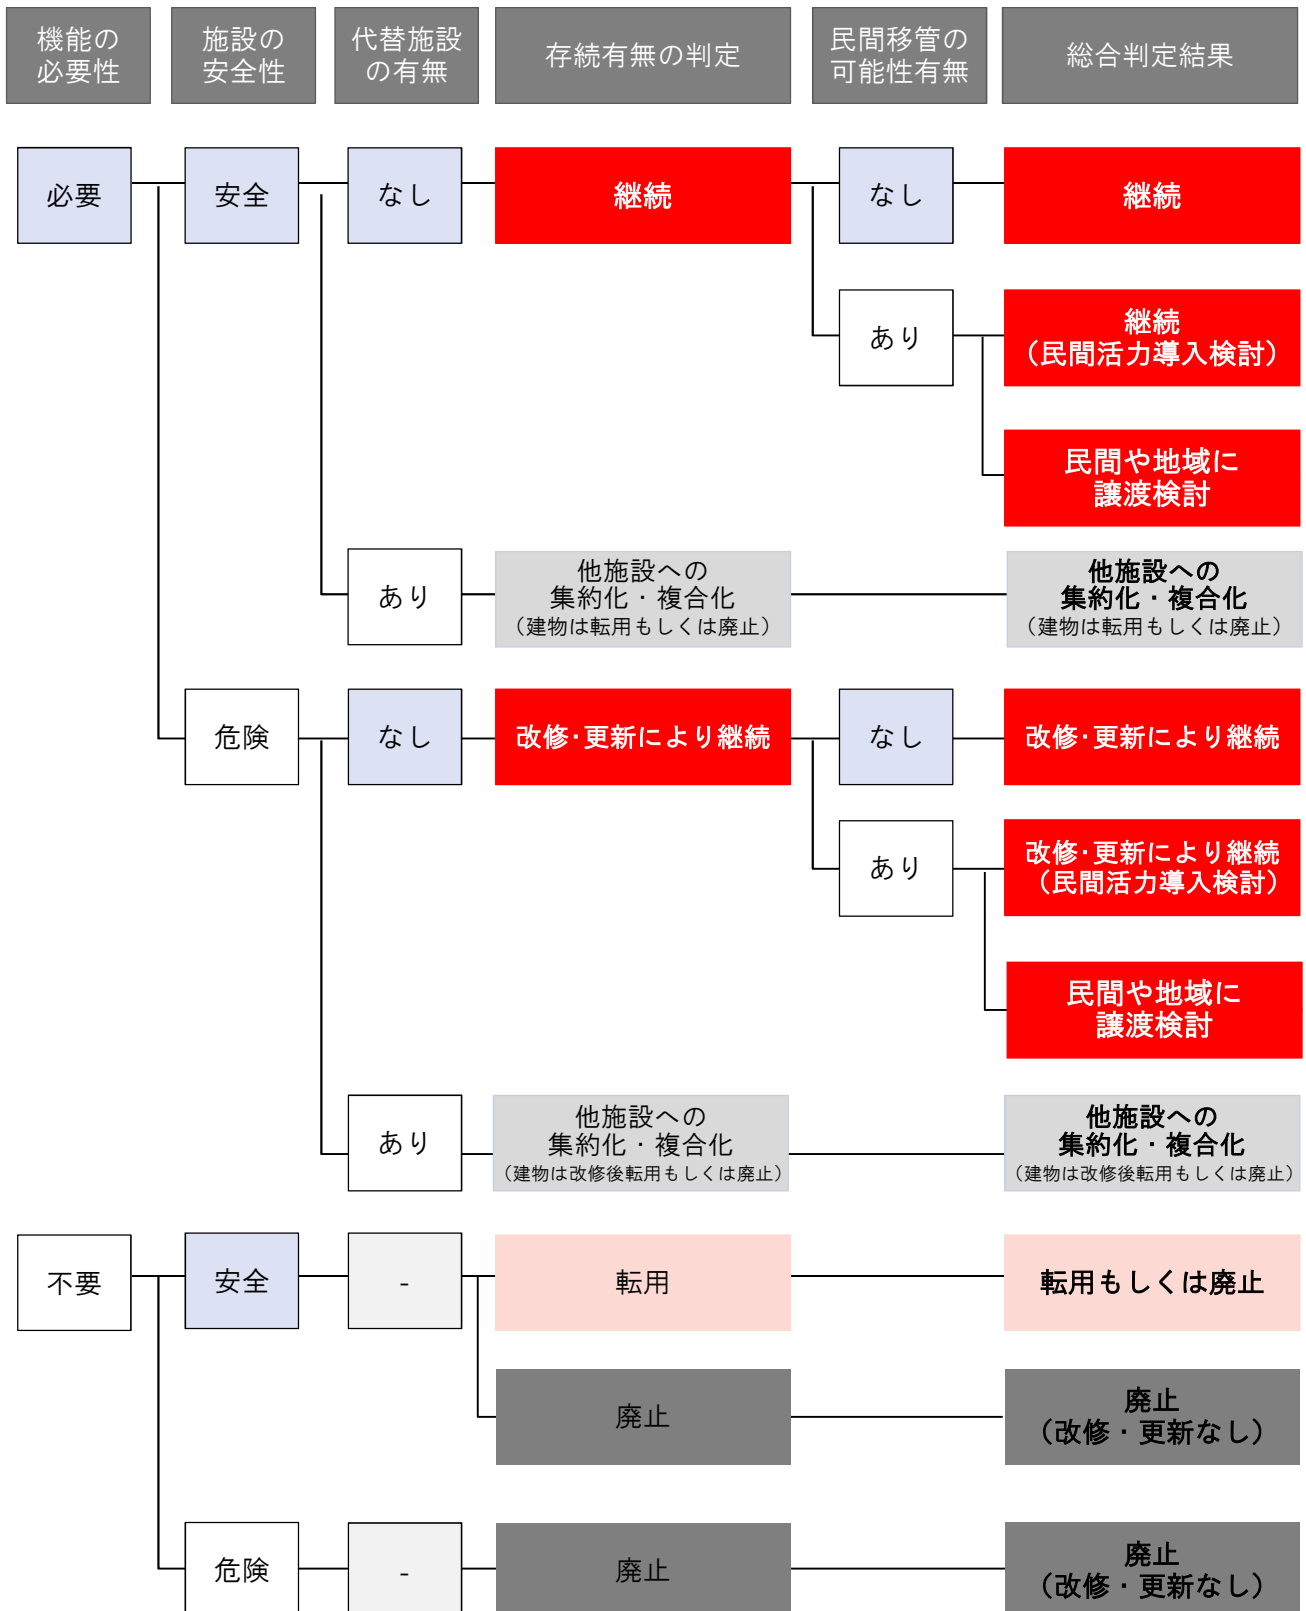 機能の
必要性
施設の
安全性
代替施設
の有無
存続有無の判定
民間移管の
可能性有無
総合判定結果
必要
安全
なし
継続
なし
継続
あり
継続
（民間活力導入検討）
民間や地域に
譲渡検討
あり
他施設への
集約化・複合化
（建物は転用もしくは廃止）
他施設への
集約化・複合化
（建物は転用もしくは廃止）
危険
なし
改修・更新により継続
なし
改修・更新により継続
あり
改修・更新により継続
（民間活力導入検討）
民間や地域に
譲渡検討
あり
他施設への
集約化・複合化
（建物は改修後転用もしくは廃止）
他施設への
集約化・複合化
（建物は改修後転用もしくは廃止）
不要
安全
-
転用
転用もしくは廃止
廃止
廃止
（改修・更新なし）
危険
-
廃止
廃止
（改修・更新なし）